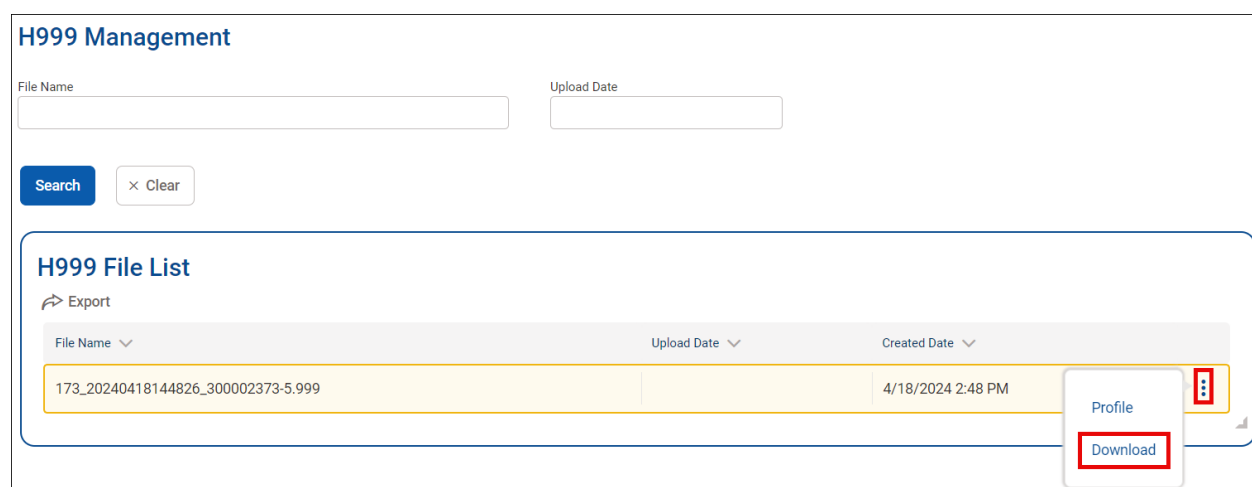 H999 Management
File Name Upload Date
Search × Clear
H999 File List
Export
File Name Upload Date Created Date
173_20240418144826_300002373-5.999 4/18/2024 2:48 PM
Profile
Download